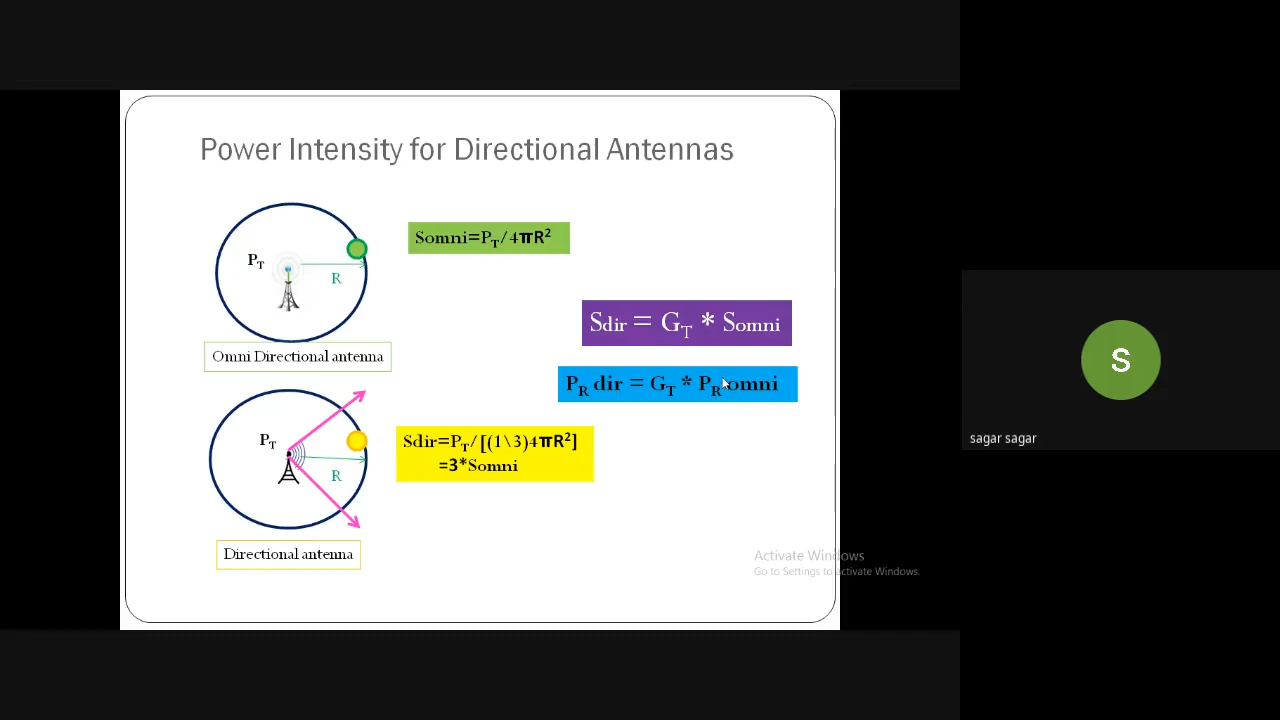 Power Intensity for Directional Antennas
Somni=PT/4πR²
PT
R
Sdir = GT * Somni
Omni Directional antenna
PR dir = GT * PR omni
PT
Sdir=PT/[(1\3)4πR²]
=3*Somni
R
Directional antenna
Activate Windows
Go to Settings to activate Windows.
S
sagar sagar